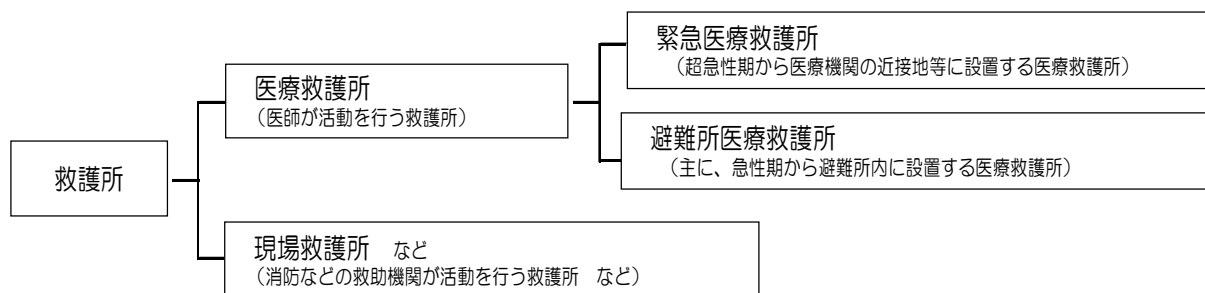 救護所
医療救護所
（医師が活動を行う救護所）
緊急医療救護所
（超急性期から医療機関の近接地等に設置する医療救護所）
避難所医療救護所
（主に、急性期から避難所内に設置する医療救護所）
現場救護所　など
（消防などの救助機関が活動を行う救護所　など）